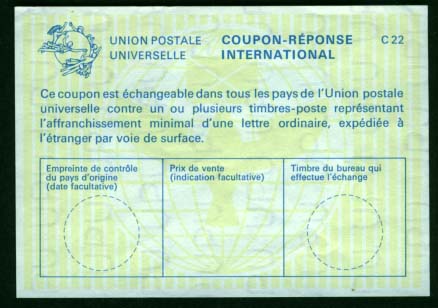 UNION POSTALE UNIVERSELLE
COUPON-RÉPONSE INTERNATIONAL
C 22
Ce coupon est échangeable dans tous les pays de l'Union postale
universelle contre un ou plusieurs timbres-poste représentant
l'affranchissement minimal d'une lettre ordinaire, expédiée à
l'étranger par voie de surface.
Empreinte de contrôle
du pays d'origine
(date facultative)
Prix de vente
(indication facultative)
Timbre du bureau qui
effectue l'échange